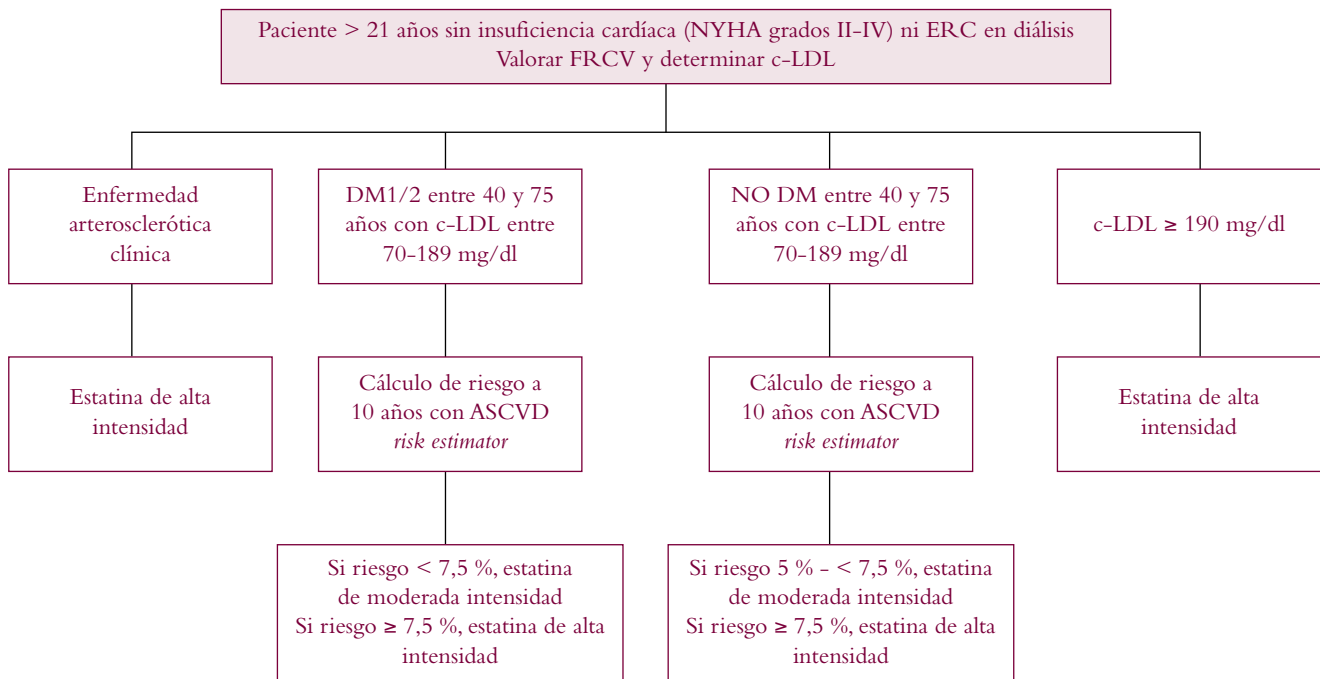 Paciente > 21 años sin insuficiencia cardíaca (NYHA grados II-IV) ni ERC en diálisis
Valorar FRCV y determinar c-LDL
Enfermedad
arterosclerótica
clínica
DM1/2 entre 40 y 75
años con c-LDL entre
70-189 mg/dl
NO DM entre 40 y 75
años con c-LDL entre
70-189 mg/dl
c-LDL ≥ 190 mg/dl
Estatina de alta
intensidad
Cálculo de riesgo a
10 años con ASCVD
risk estimator
Cálculo de riesgo a
10 años con ASCVD
risk estimator
Estatina de alta
intensidad
Si riesgo < 7,5 %, estatina
de moderada intensidad
Si riesgo ≥ 7,5 %, estatina de alta
intensidad
Si riesgo 5 % - < 7,5 %, estatina
de moderada intensidad
Si riesgo ≥ 7,5 %, estatina de alta
intensidad